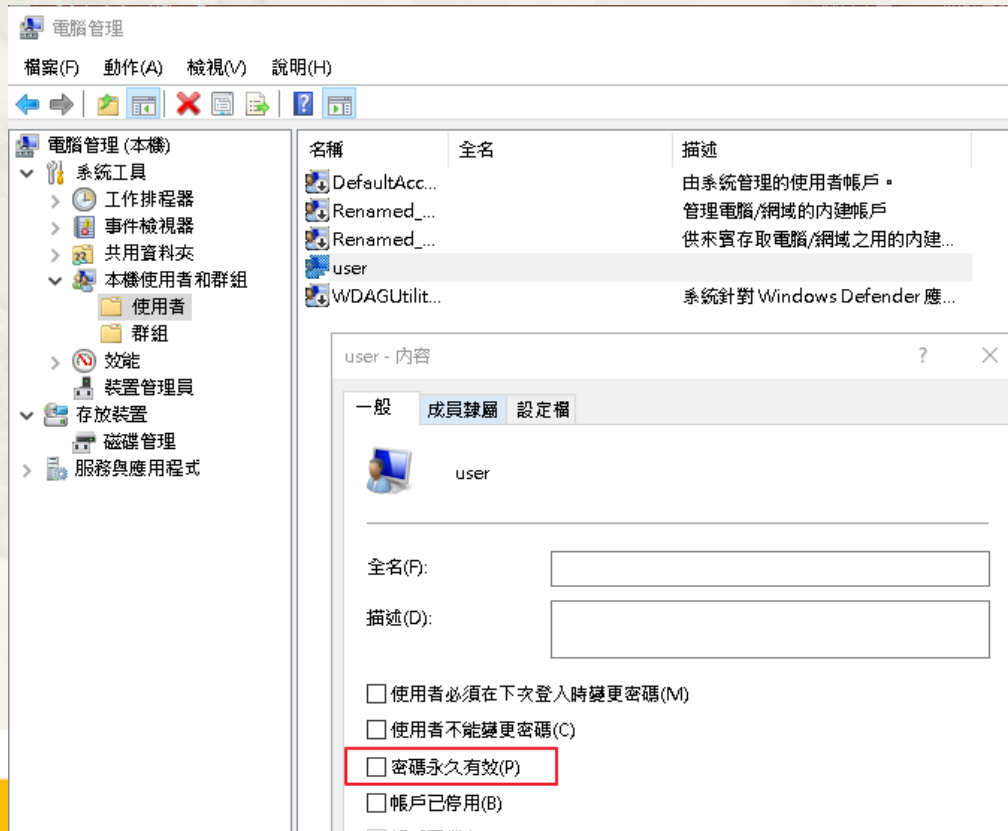 電腦管理
檔案(F) 動作(A) 檢視(V) 說明(H)
電腦管理 (本機)
系統工具
工作排程器
事件檢視器
共用資料夾
本機使用者和群組
使用者
群組
效能
裝置管理員
存放裝置
磁碟管理
服務與應用程式
名稱 全名 描述
DefaultAcc... 由系統管理的使用者帳戶。
Renamed_... 管理電腦/網域的內建帳戶
Renamed_... 供來賓存取電腦/網域之用的內建...
user
WDAGUtilit... 系統針對 Windows Defender 應...
user - 內容
一般 成員隸屬 設定檔
user
全名(F):
描述(D):
使用者必須在下次登入時變更密碼(M)
使用者不能變更密碼(C)
密碼永久有效(P)
帳戶已停用(B)